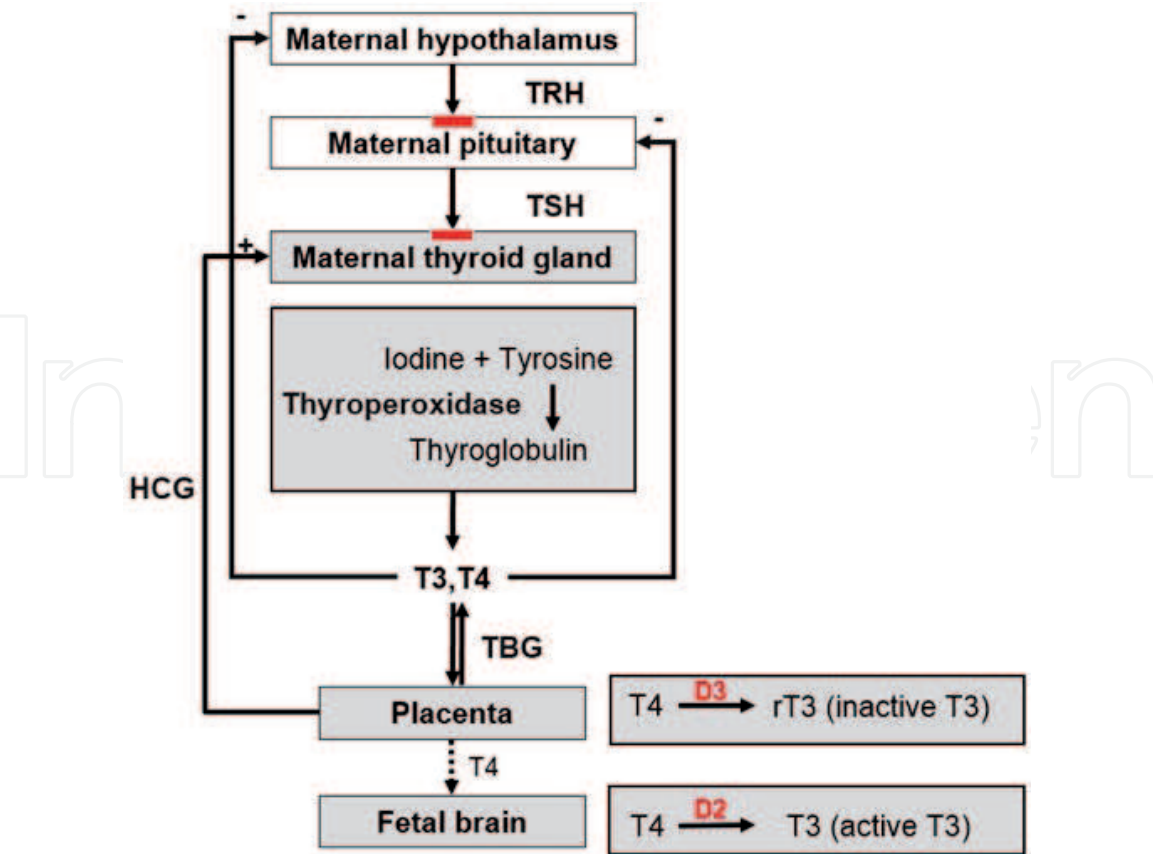 -
Maternal hypothalamus
TRH
-
Maternal pituitary
TSH
+
Maternal thyroid gland
Iodine + Tyrosine
Thyroperoxidase
Thyroglobulin
HCG
T3,T4
TBG
Placenta
T4 D3 rT3 (inactive T3)
T4
Fetal brain
T4 D2 T3 (active T3)